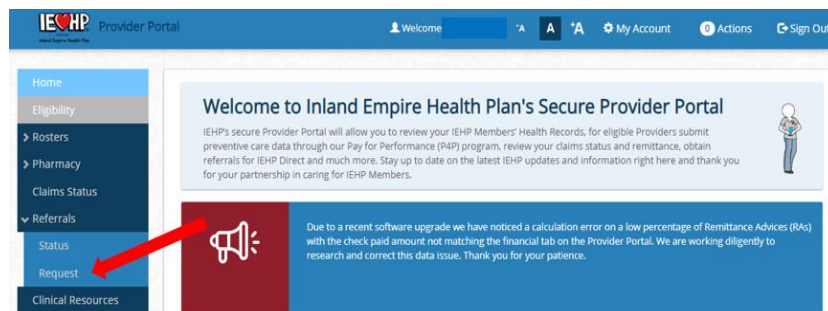 IEHP Provider Portal
Inland Empire Health Plan
Welcome
-A A +A My Account 0 Actions Sign Out
Home
Eligibility
Rosters
Pharmacy
Claims Status
Referrals
Status
Request
Clinical Resources
Welcome to Inland Empire Health Plan's Secure Provider Portal
IEHP's secure Provider Portal will allow you to review your IEHP Members' Health Records, for eligible Providers submit
preventive care data through our Pay for Performance (P4P) program, review your claims status and remittance, obtain
referrals for IEHP Direct and much more. Stay up to date on the latest IEHP updates and information right here and thank you
for your partnership in caring for IEHP Members.
Due to a recent software upgrade we have noticed a calculation error on a low percentage of Remittance Advices (RAs)
with the check paid amount not matching the financial tab on the Provider Portal. We are working diligently to
research and correct this data issue. Thank you for your patience.